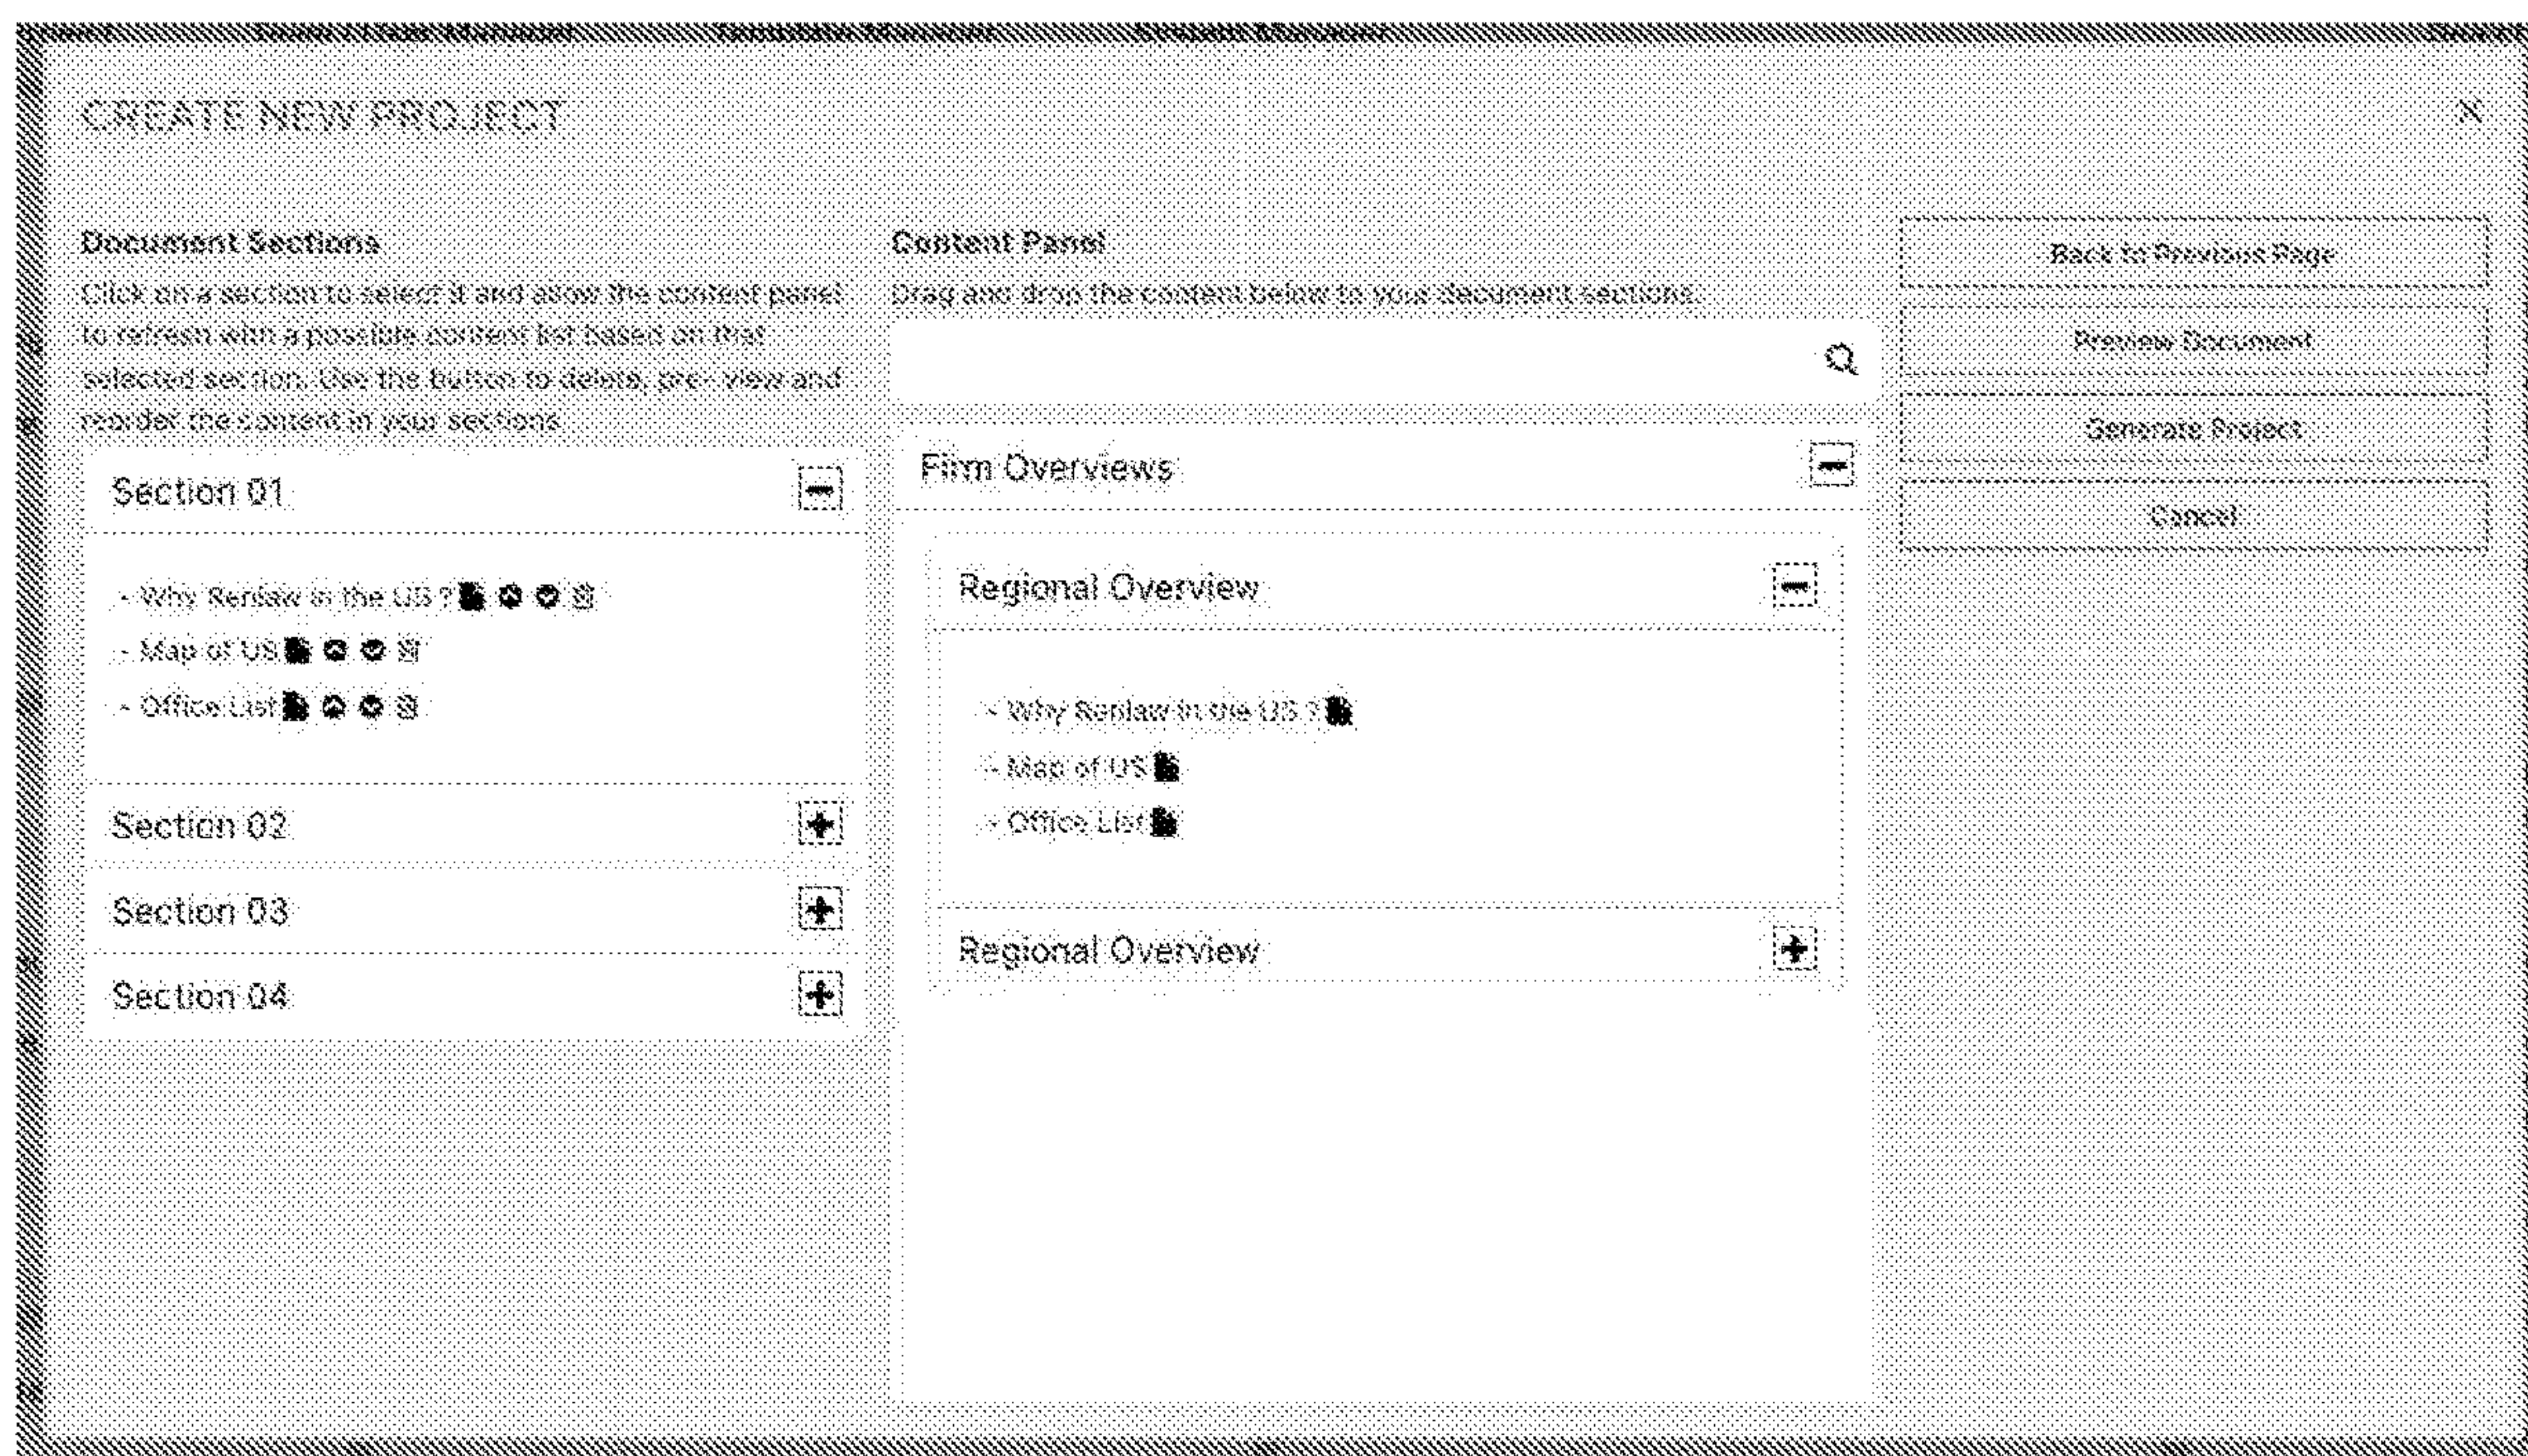 CREATE NEW PROJECT
Document Sections
Click on a section to select it and allow the content panel
to refresh with a possible content list based on that
selected section. Use the button to delete, pre- view and
reorder the content in your sections.
Section 01
- Why Renlaw in the US ?
- Map of US
- Office List
Section 02
Section 03
Section 04
Content Panel
Drag and drop the content below to your document sections.
Firm Overviews
Regional Overview
- Why Renlaw in the US ?
- Map of US
- Office List
Regional Overview
Back to Previous Page
Preview Document
Generate Project
Cancel